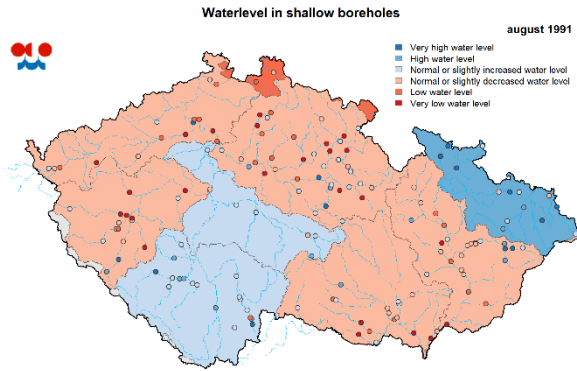 Waterlevel in shallow boreholes
august 1991
Very high water level
High water level
Normal or slightly increased water level
Normal or slightly decreased water level
Low water level
Very low water level